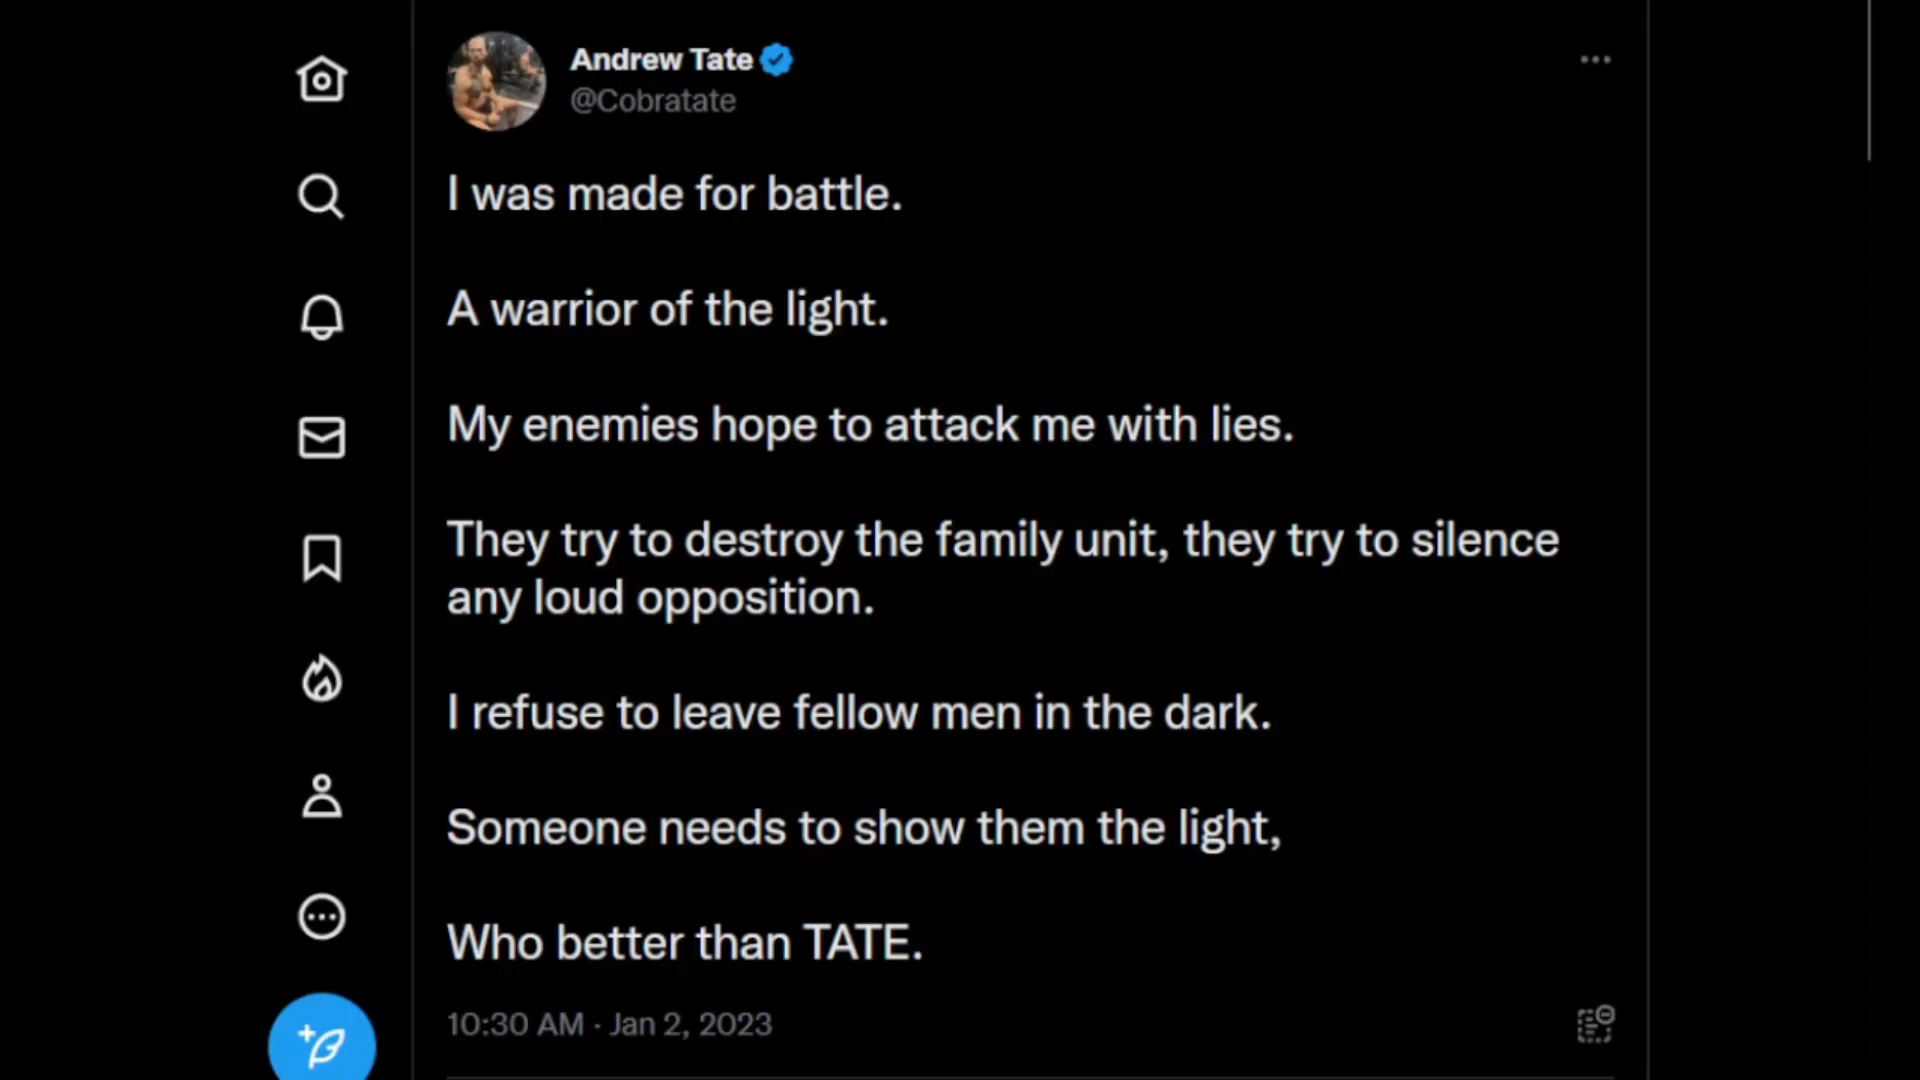 Andrew Tate
@Cobratate
I was made for battle.
A warrior of the light.
My enemies hope to attack me with lies.
They try to destroy the family unit, they try to silence
any loud opposition.
I refuse to leave fellow men in the dark.
Someone needs to show them the light,
Who better than TATE.
10:30 AM · Jan 2, 2023